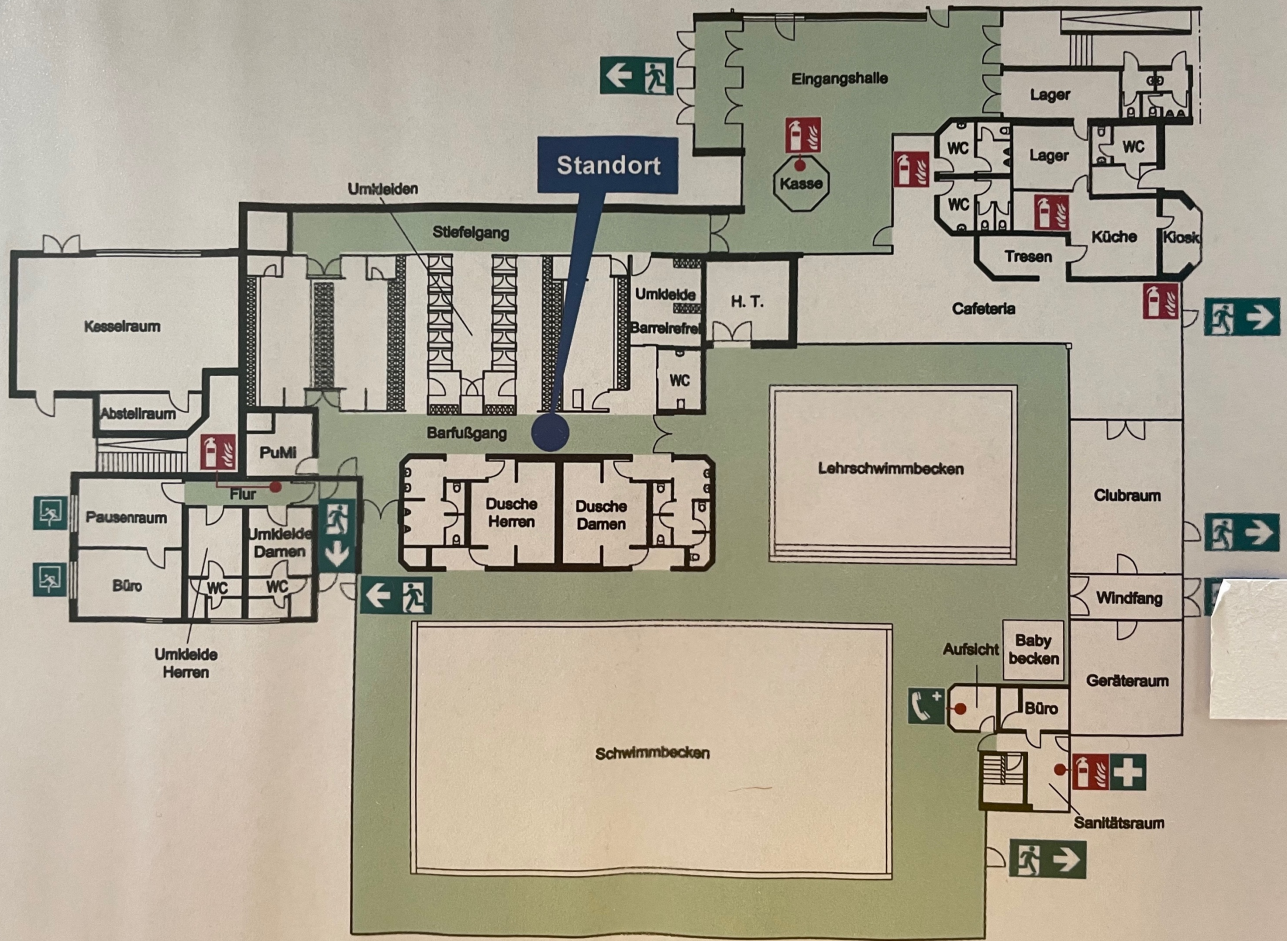 Eingangshalle
Lager
Standort
WC
Lager
WC
Kasse
Umkleiden
WC
Stiefelgang
Küche
Kiosk
Tresen
Umkleide
Barreirefrei
H. T.
Cafeteria
Kesselraum
WC
Abstellraum
PuMi
Barfußgang
Lehrschwimmbecken
Flur
Clubraum
Pausenraum
Umkleide
Damen
Dusche
Herren
Dusche
Damen
Büro
WC
WC
Windfang
Umkleide
Herren
Aufsicht
Baby
becken
Geräteraum
Büro
Schwimmbecken
Sanitätsraum